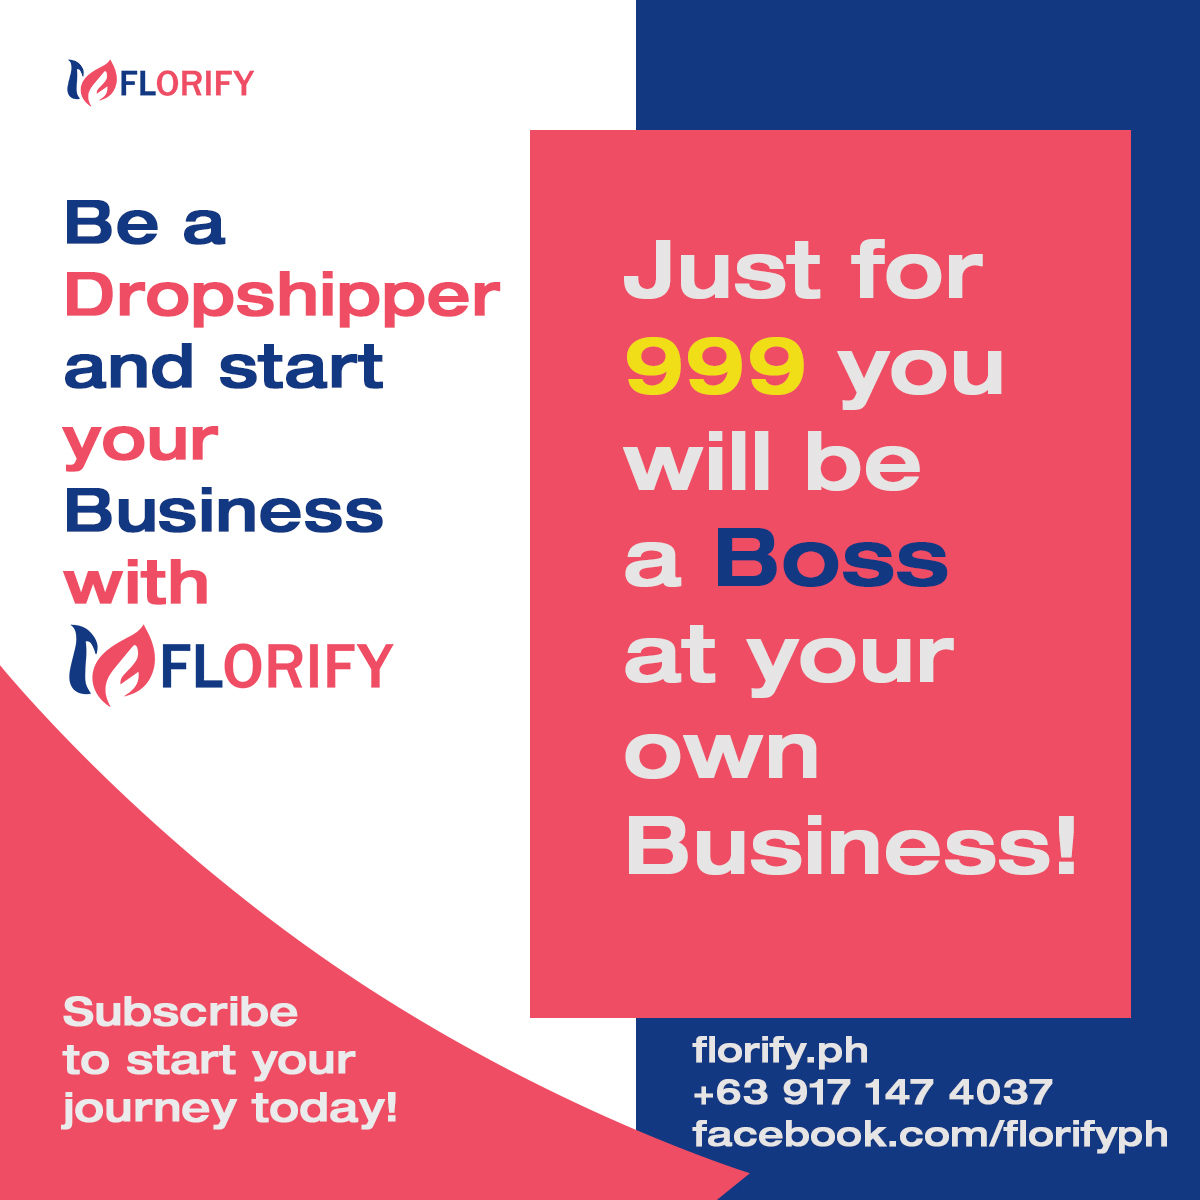 FLORIFY
Be a
Dropshipper
and start
your
Business
with
FLORIFY
Just for
999 you
will be
a Boss
at your
own
Business!
Subscribe
to start your
journey today!
florify.ph
+63 917 147 4037
facebook.com/florifyph